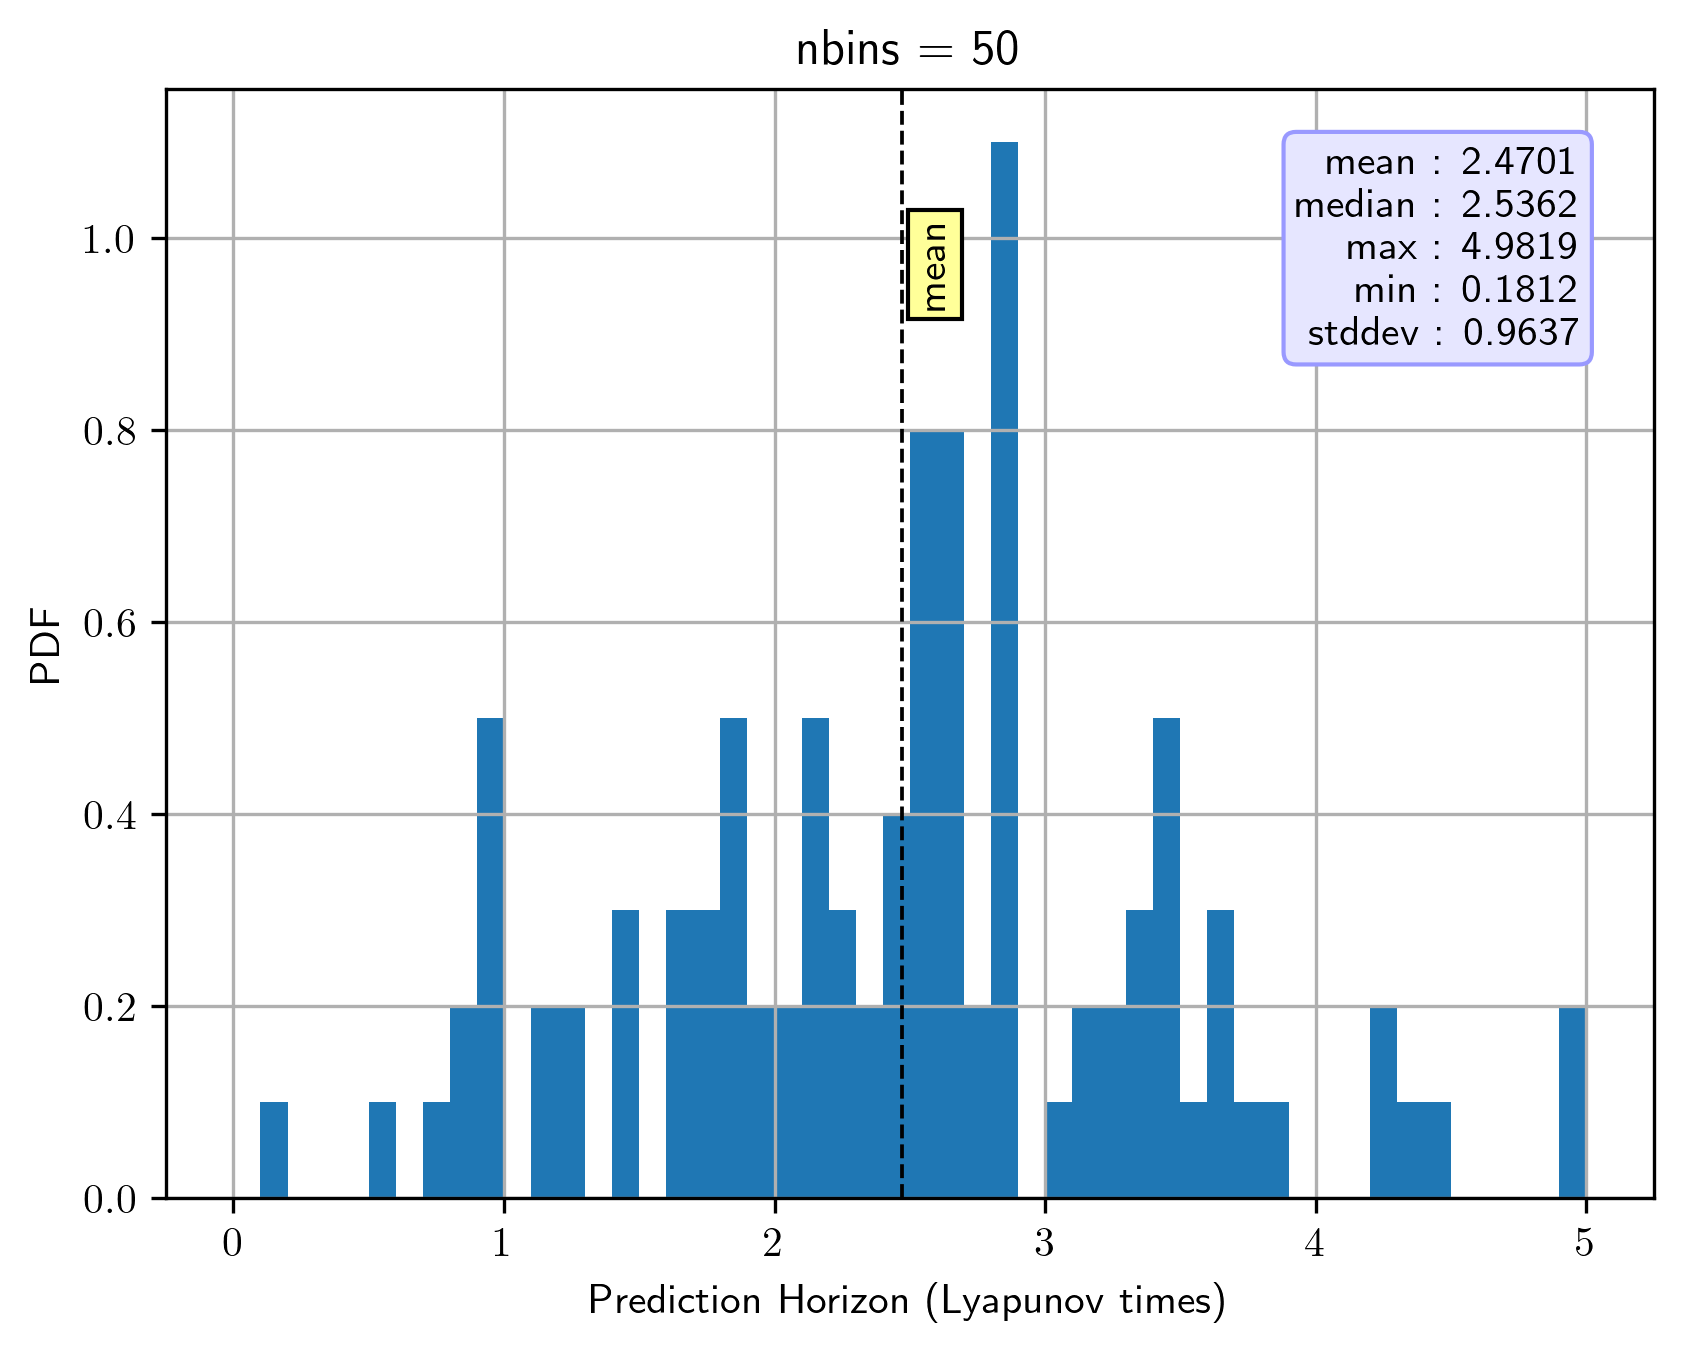 nbins = 50
mean : 2.4701
median : 2.5362
max : 4.9819
min : 0.1812
stddev : 0.9637
mean
1.0
0.8
0.6
0.4
0.2
0.0
PDF
0 1 2 3 4 5
Prediction Horizon (Lyapunov times)